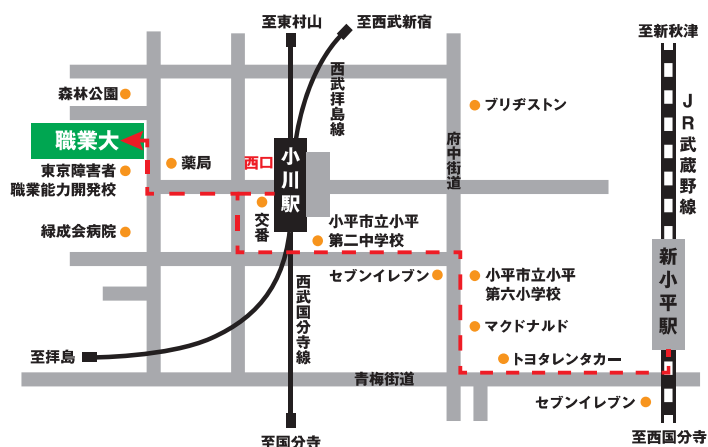 至東村山
至西武新宿
至新秋津
西武拝島線
森林公園
ブリヂストン
JR武蔵野線
職業大
府中街道
薬局
西口
小川駅
東京障害者
職業能力開発校
交番
小平市立小平
第二中学校
緑成会病院
新小平駅
セブンイレブン
小平市立小平
第六小学校
西武国分寺線
マクドナルド
至拝島
トヨタレンタカー
青梅街道
セブンイレブン
至国分寺
至西国分寺